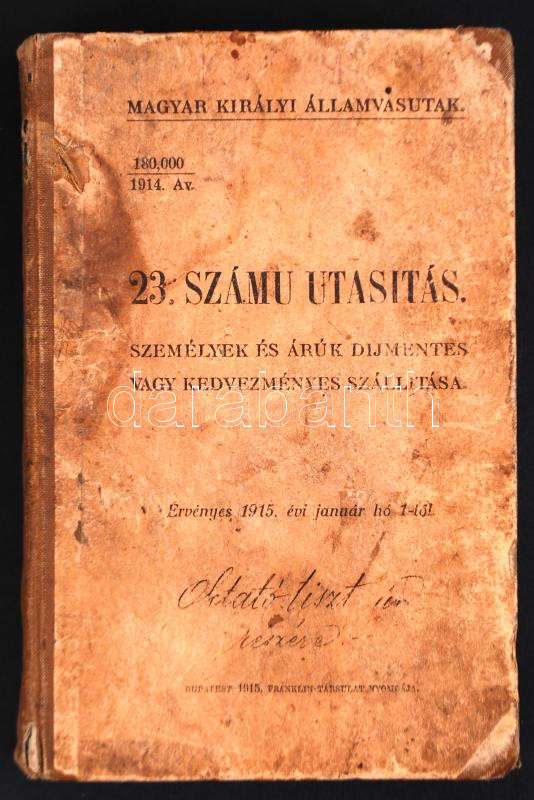 MAGYAR KIRÁLYI ÁLLAMVASUTAK.
180,000
1914. Av.
23. SZÁMU UTASITÁS.
SZEMÉLYEK ÉS ÁRÚK DIJMENTES
VAGY KEDVEZMÉNYES SZÁLLITÁSA.
darabanth
Érvényes 1915. évi január hó 1-től.
Oktató tiszt úr
részére
BUDAPEST 1915, FRANKLIN-TÁRSULAT NYOMDÁJA.